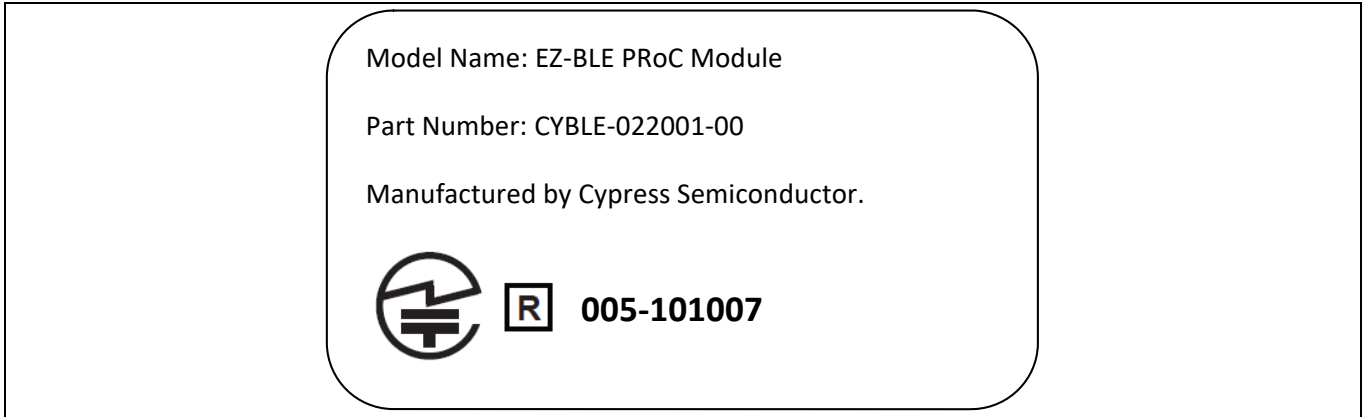 Model Name: EZ-BLE PRoC Module
Part Number: CYBLE-022001-00
Manufactured by Cypress Semiconductor.
R 005-101007